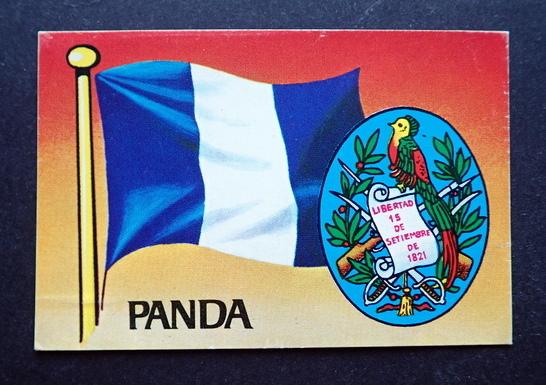 LIBERTAD
15
DE
SETIEMBRE
DE
1821
PANDA